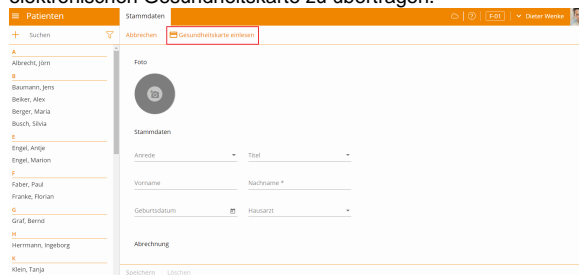 elektronischen Gesundheitskarte zu übertragen.
Patienten
Stammdaten
F-01
Dieter Wenke
Suchen
Abbrechen
Gesundheitskarte einlesen
A
Albrecht, Jörn
B
Baumann, Jens
Beiker, Alex
Berger, Maria
Busch, Silvia
E
Engel, Antje
Engel, Marion
F
Faber, Paul
Franke, Florian
G
Graf, Bernd
H
Herrmann, Ingeborg
K
Klein, Tanja
Foto
Stammdaten
Anrede
Titel
Vorname
Nachname *
Geburtsdatum
Hausarzt
Abrechnung
Speichern
Löschen